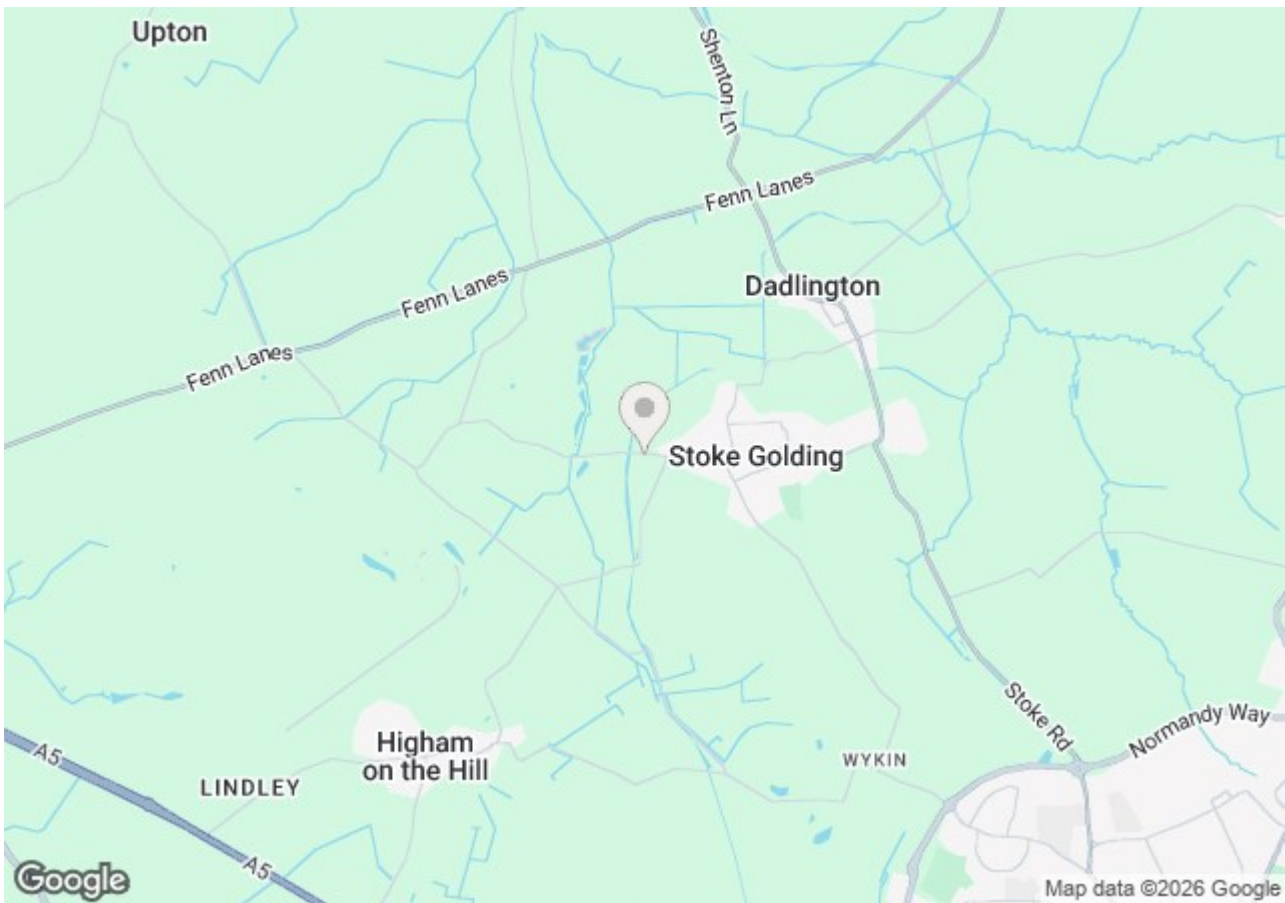 Upton
Shenton Ln
Fenn Lanes
Dadlington
Fenn Lanes
Fenn Lanes
Stoke Golding
Stoke Rd
Normandy Way
Higham
on the Hill
WYKIN
A5
LINDLEY
A5
Google
Map data ©2026 Google